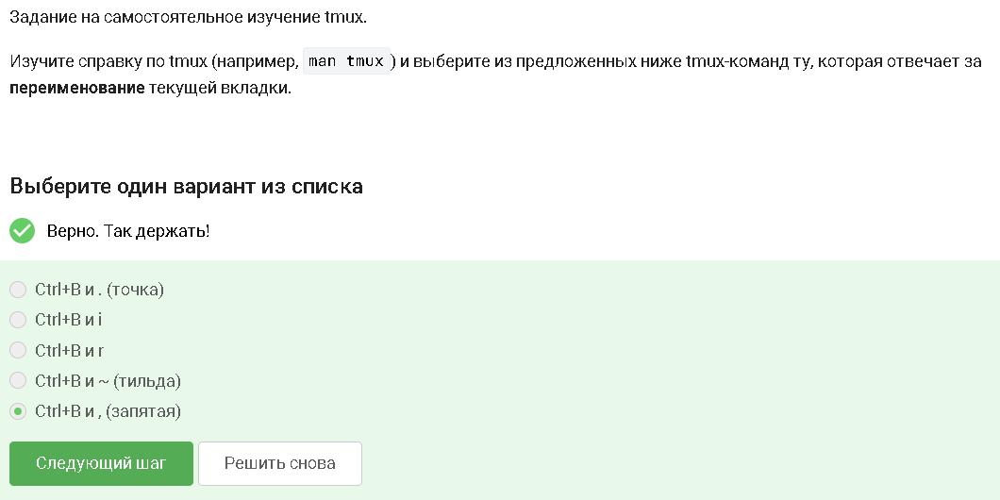 Задание на самостоятельное изучение tmux.
Изучите справку по tmux (например, man tmux ) и выберите из предложенных ниже tmux-команд ту, которая отвечает за
переименование текущей вкладки.
Выберите один вариант из списка
Верно. Так держать!
Ctrl+B и . (точка)
Ctrl+B и i
Ctrl+B и r
Ctrl+B и ~ (тильда)
Ctrl+B и , (запятая)
Следующий шаг Решить снова